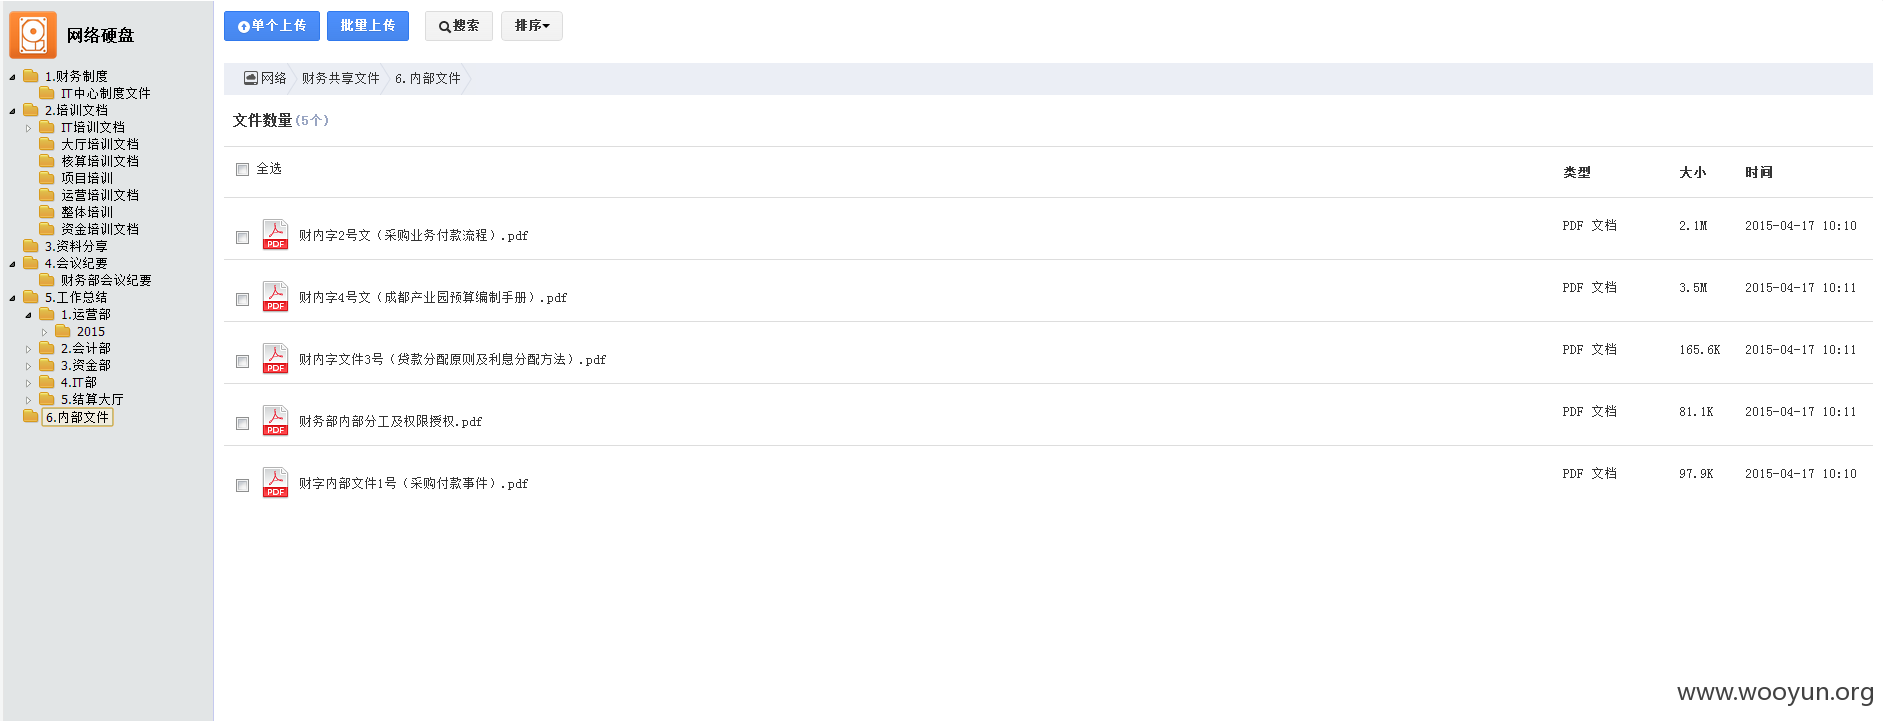 网络硬盘
1.财务制度
IT中心制度文件
2.培训文档
IT培训文档
大厅培训文档
核算培训文档
项目培训
运营培训文档
整体培训
资金培训文档
3.资料分享
4.会议纪要
财务部会议纪要
5.工作总结
1.运营部
2015
2.会计部
3.资金部
4.IT部
5.结算大厅
6.内部文件
单个上传 批量上传 搜索 排序
网络 财务共享文件 6.内部文件
文件数量(5个)
全选 类型 大小 时间
财内字2号文（采购业务付款流程）.pdf PDF 文档 2.1M 2015-04-17 10:10
财内字4号文（成都产业园预算编制手册）.pdf PDF 文档 3.5M 2015-04-17 10:11
财内字文件3号（贷款分配原则及利息分配方法）.pdf PDF 文档 165.6K 2015-04-17 10:11
财务部内部分工及权限授权.pdf PDF 文档 81.1K 2015-04-17 10:11
财字内部文件1号（采购付款事件）.pdf PDF 文档 97.9K 2015-04-17 10:10
www.wooyun.org